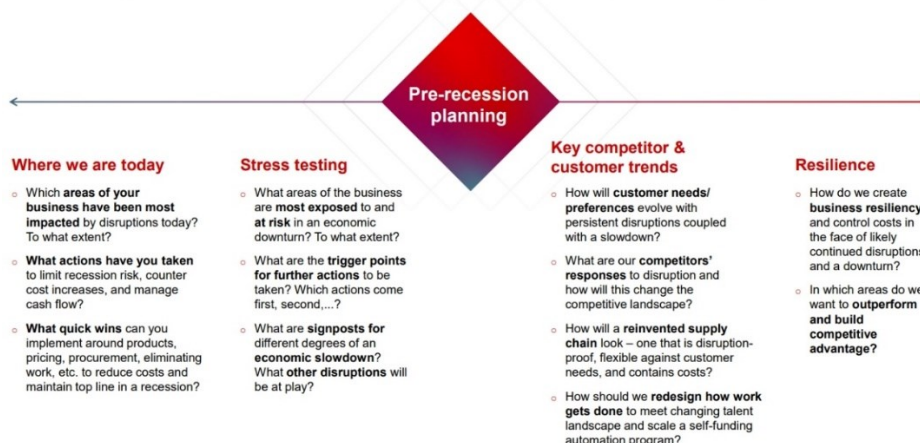 Pre-recession
planning
Where we are today
Which areas of your
business have been most
impacted by disruptions today?
To what extent?
What actions have you taken
to limit recession risk, counter
cost increases, and manage
cash flow?
What quick wins can you
implement around products,
pricing, procurement, eliminating
work, etc. to reduce costs and
maintain top line in a recession?
Stress testing
What areas of the business
are most exposed to and
at risk in an economic
downturn? To what extent?
What are the trigger points
for further actions to be
taken? Which actions come
first, second,...?
What are signposts for
different degrees of an
economic slowdown?
What other disruptions will
be at play?
Key competitor &
customer trends
How will customer needs/
preferences evolve with
persistent disruptions coupled
with a slowdown?
What are our competitors'
responses to disruption and
how will this change the
competitive landscape?
How will a reinvented supply
chain look – one that is disruption-
proof, flexible against customer
needs, and contains costs?
How should we redesign how work
gets done to meet changing talent
landscape and scale a self-funding
automation program?
Resilience
How do we create
business resiliency
and control costs in
the face of likely
continued disruptions
and a downturn?
In which areas do we
want to outperform
and build
competitive
advantage?